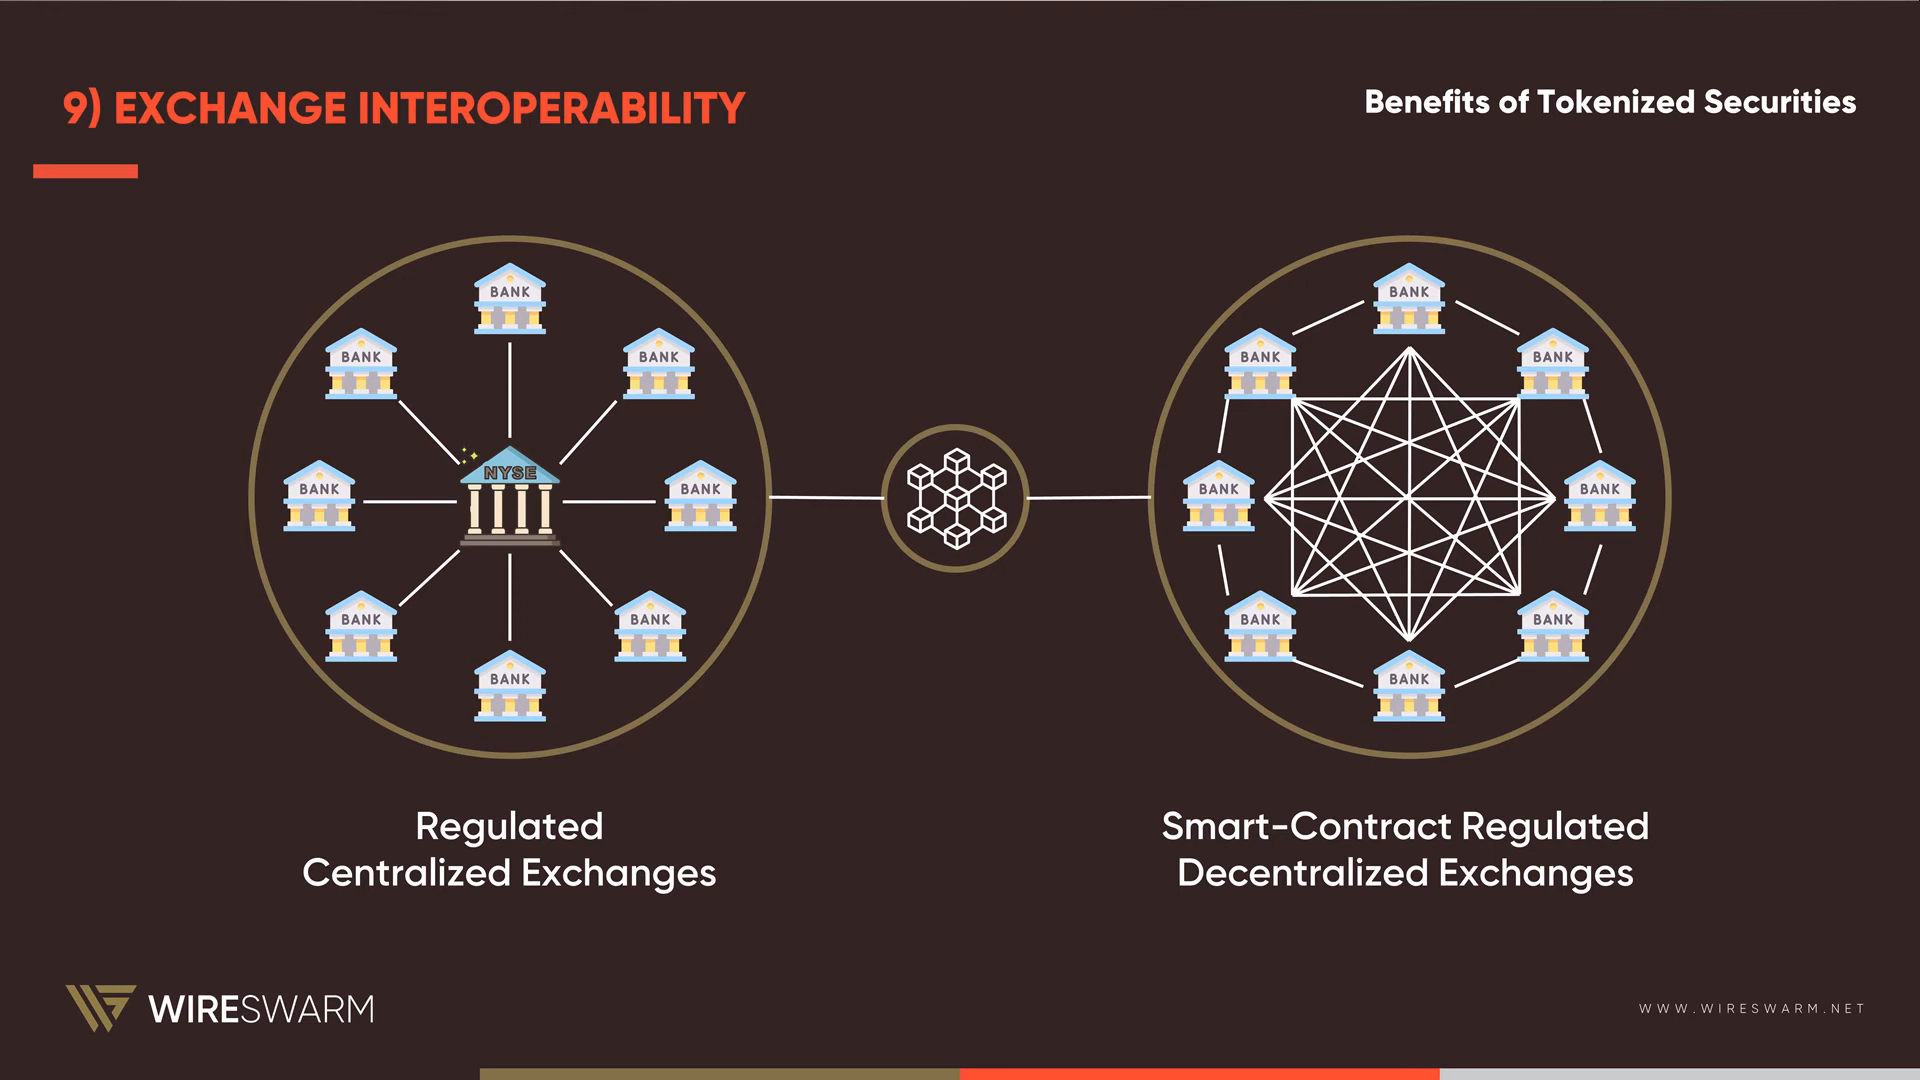 9) EXCHANGE INTEROPERABILITY
Benefits of Tokenized Securities
BANK
BANK
BANK
BANK
NYSE
BANK
BANK
BANK
BANK
BANK
BANK
BANK
BANK
BANK
BANK
BANK
BANK
Regulated
Centralized Exchanges
Smart-Contract Regulated
Decentralized Exchanges
WIRESWARM
WWW.WIRESWARM.NET